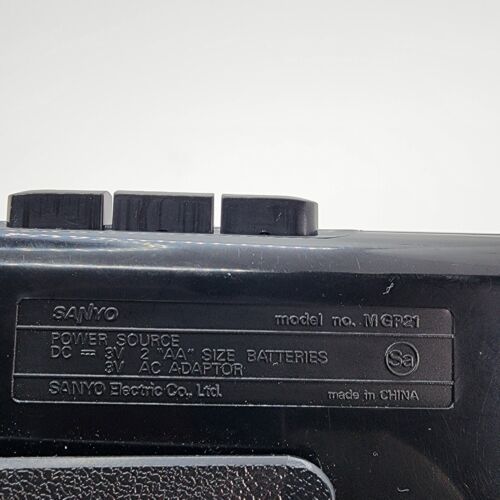 SANYO model no. MGP21
POWER SOURCE
DC ⎓ 3V 2 "AA" SIZE BATTERIES
3V AC ADAPTOR
Sa
SANYO Electric Co., Ltd. made in CHINA